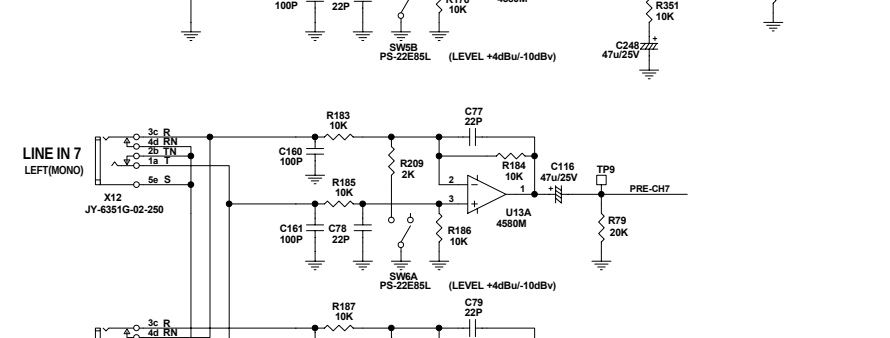 100P
22P
R178
10K
4580M
R351
10K
SW5B
PS-22E85L (LEVEL +4dBu/-10dBv)
C248
47u/25V
+
LINE IN 7
LEFT(MONO)
3c R
4d RN
2b TN
1a T
5e S
X12
JY-6351G-02-250
R183
10K
C160
100P
R185
10K
C161
100P
C78
22P
R209
2K
C77
22P
R184
10K
2
3
1
U13A
4580M
R186
10K
C116
47u/25V
+
TP9
PRE-CH7
R79
20K
SW6A
PS-22E85L (LEVEL +4dBu/-10dBv)
3c R
4d RN
R187
10K
C79
22P